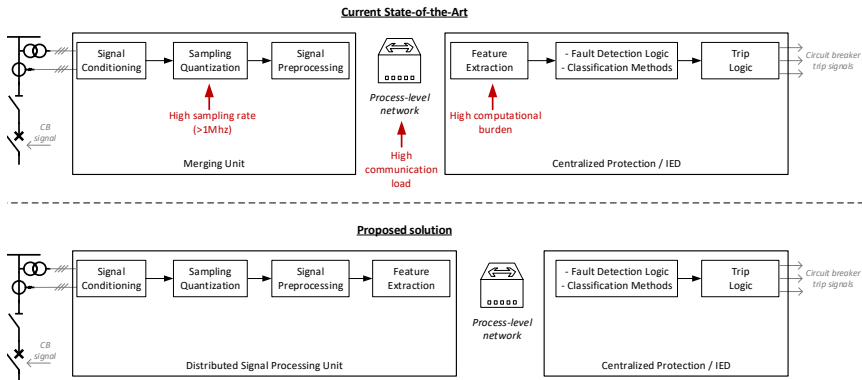 Current State-of-the-Art
Signal
Conditioning
Sampling
Quantization
Signal
Preprocessing
High sampling rate
(>1Mhz)
Merging Unit
CB
signal
Process-level
network
High
communication
load
Feature
Extraction
High computational
burden
- Fault Detection Logic
- Classification Methods
Trip
Logic
Centralized Protection / IED
Circuit breaker
trip signals
Proposed solution
Signal
Conditioning
Sampling
Quantization
Signal
Preprocessing
Feature
Extraction
Distributed Signal Processing Unit
CB
signal
Process-level
network
- Fault Detection Logic
- Classification Methods
Trip
Logic
Centralized Protection / IED
Circuit breaker
trip signals